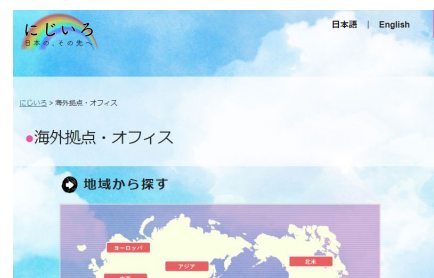 にじいろ
日本の、その先へ
日本語 | English
にじいろ > 海外拠点・オフィス
●海外拠点・オフィス
地域から探す
ヨーロッパ
アジア
北米